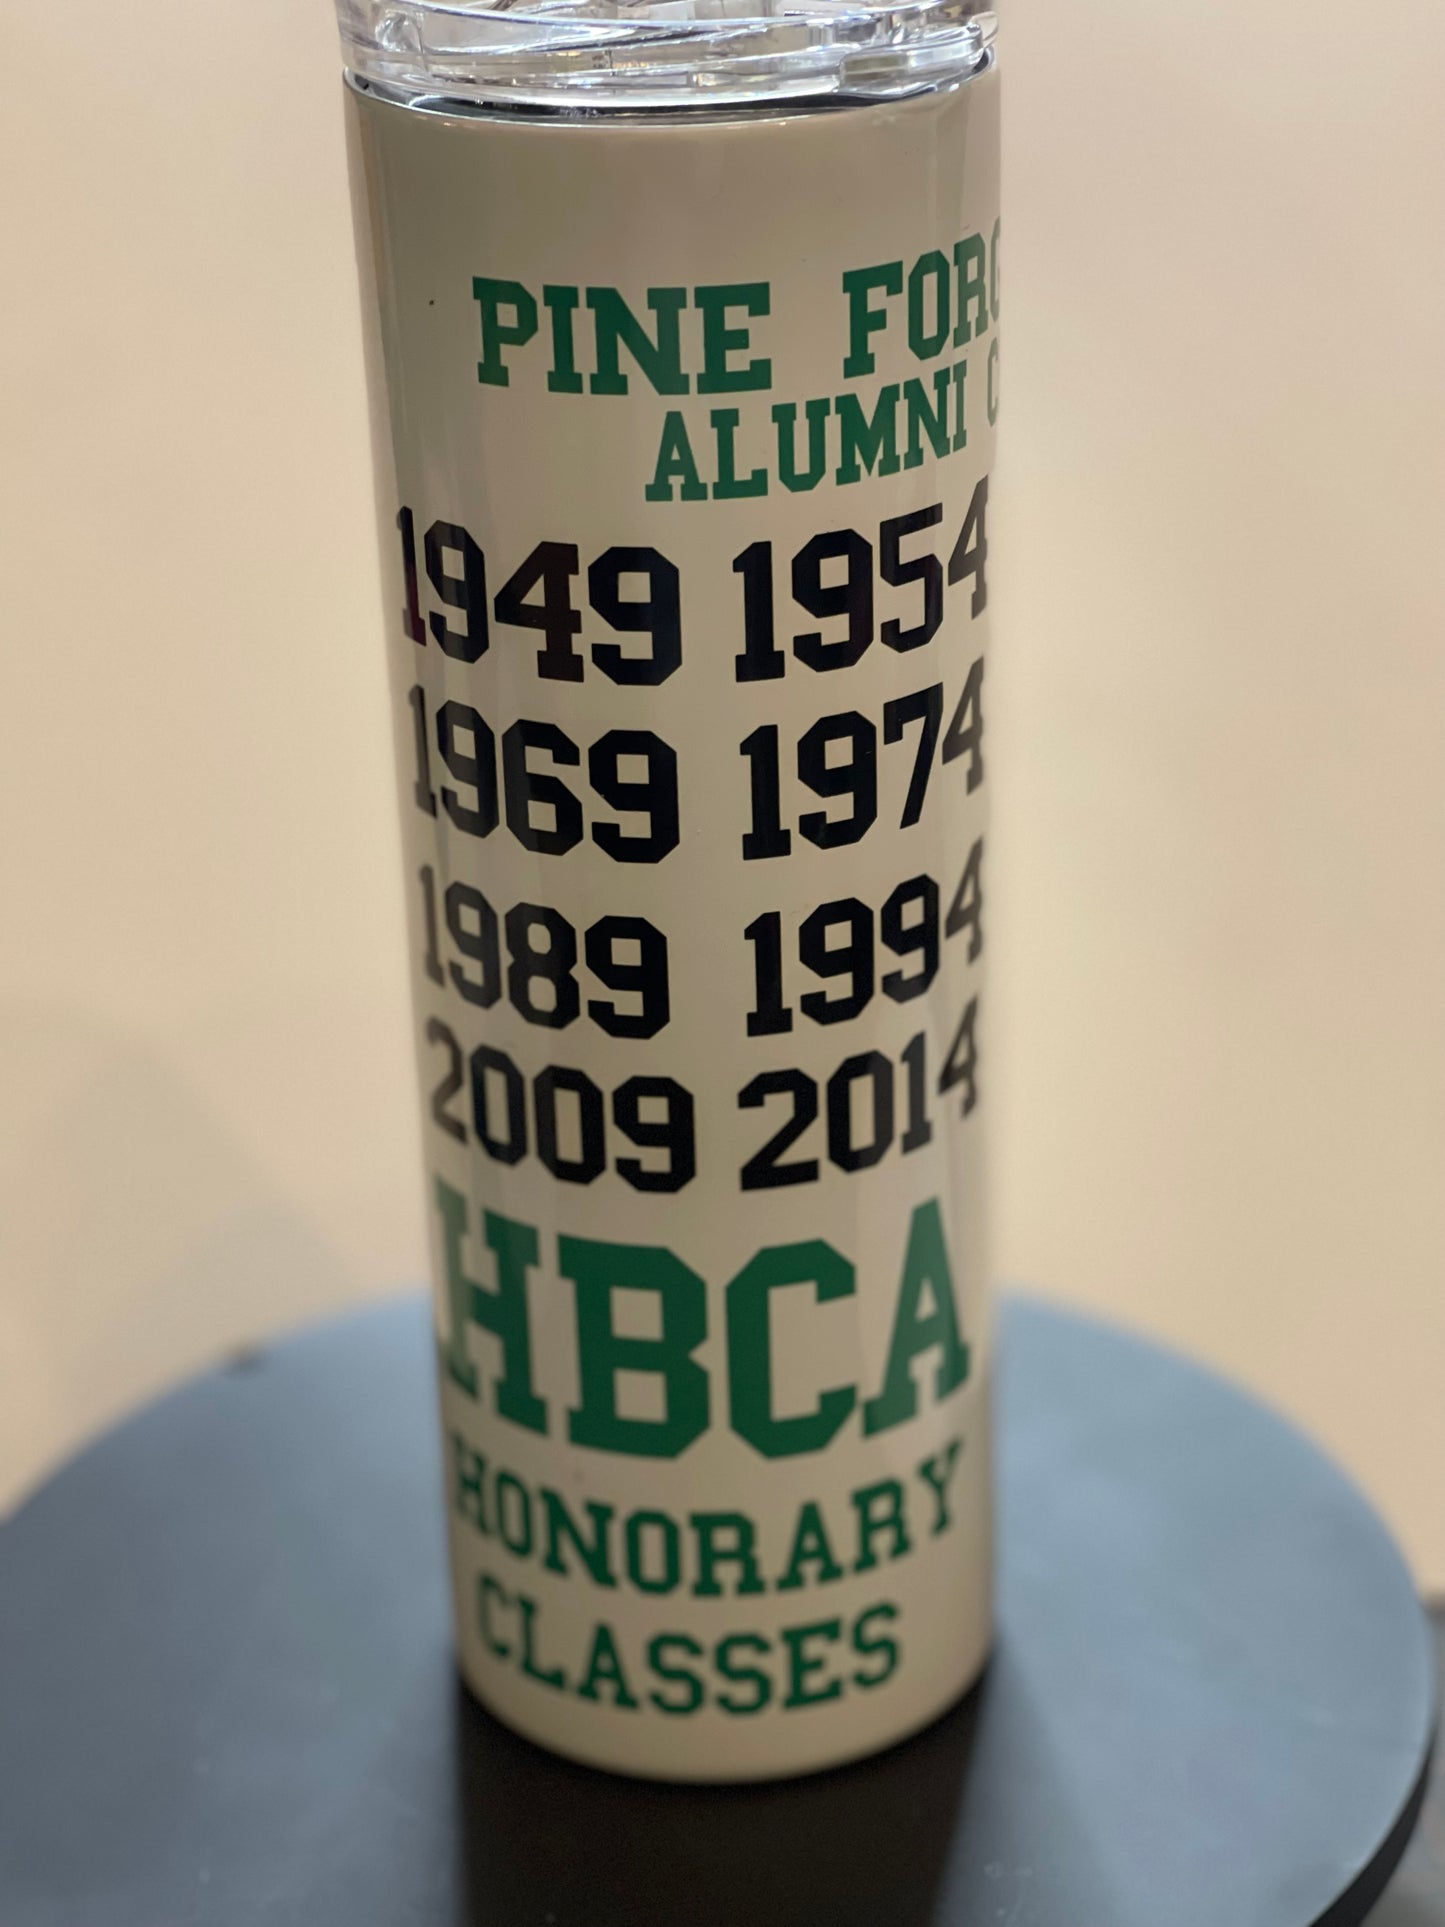 PINE FORG
ALUMNI C
1949 1954
1969 1974
1989 1994
2009 2014
HBCA
HONORARY
CLASSES